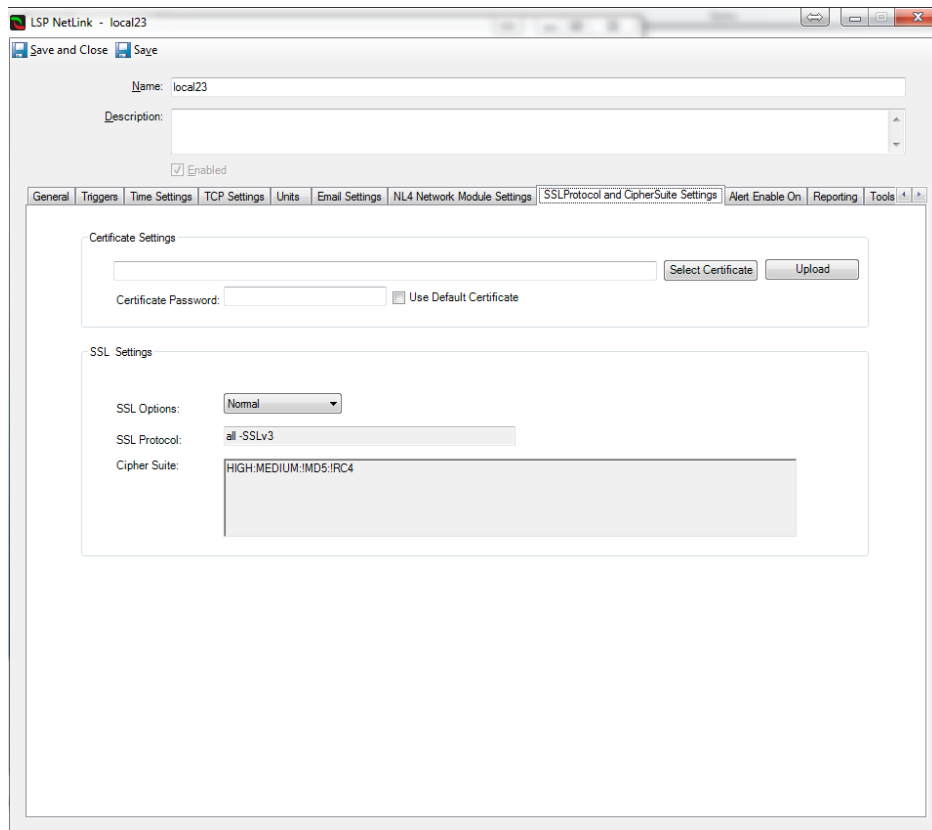 LSP NetLink - local23
Save and Close Save
Name: local23
Description:
Enabled
General Triggers Time Settings TCP Settings Units Email Settings NL4 Network Module Settings SSLProtocol and CipherSuite Settings Alert Enable On Reporting Tools
Certificate Settings
Select Certificate Upload
Certificate Password: Use Default Certificate
SSL Settings
SSL Options: Normal
SSL Protocol: all -SSLv3
Cipher Suite: HIGH:MEDIUM:!MD5:!RC4